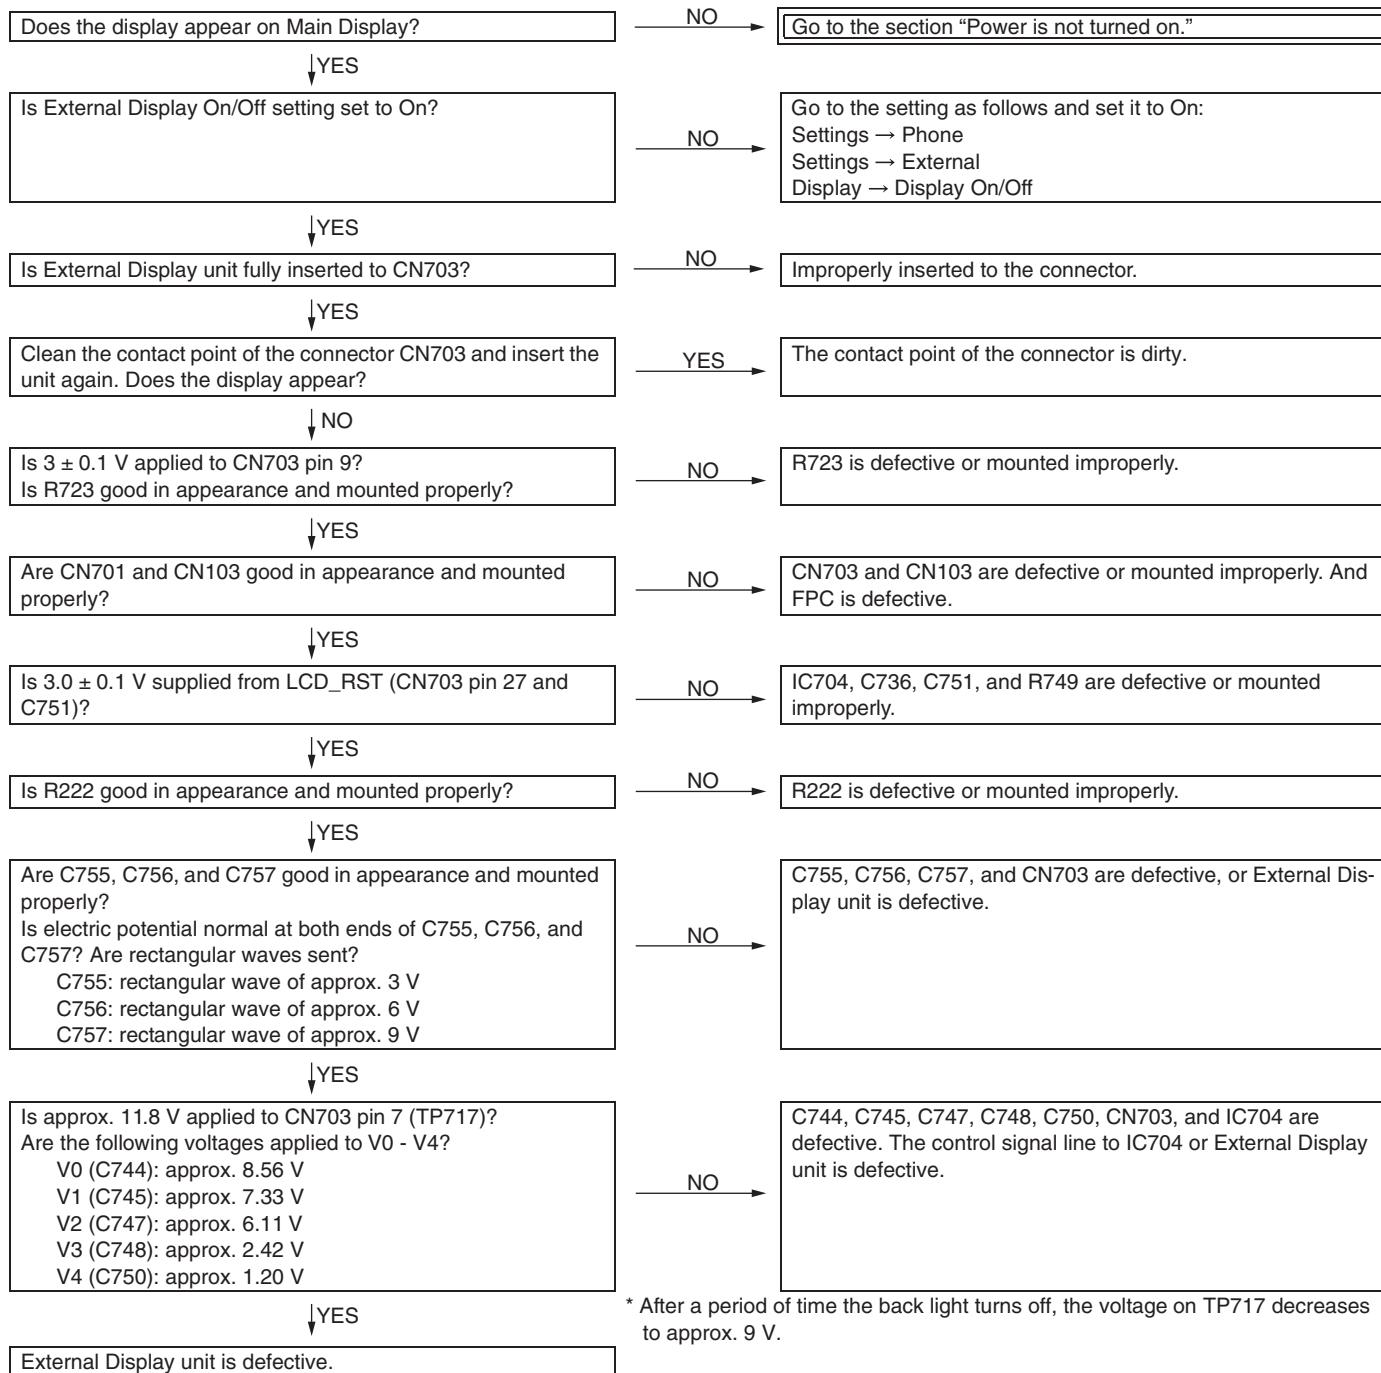 Does the display appear on Main Display?
NO
Go to the section “Power is not turned on.”
YES
Is External Display On/Off setting set to On?
NO
Go to the setting as follows and set it to On:
Settings → Phone
Settings → External
Display → Display On/Off
YES
Is External Display unit fully inserted to CN703?
NO
Improperly inserted to the connector.
YES
Clean the contact point of the connector CN703 and insert the
unit again. Does the display appear?
YES
The contact point of the connector is dirty.
NO
Is 3 ± 0.1 V applied to CN703 pin 9?
Is R723 good in appearance and mounted properly?
NO
R723 is defective or mounted improperly.
YES
Are CN701 and CN103 good in appearance and mounted
properly?
NO
CN703 and CN103 are defective or mounted improperly. And
FPC is defective.
YES
Is 3.0 ± 0.1 V supplied from LCD_RST (CN703 pin 27 and
C751)?
NO
IC704, C736, C751, and R749 are defective or mounted
improperly.
YES
Is R222 good in appearance and mounted properly?
NO
R222 is defective or mounted improperly.
YES
Are C755, C756, and C757 good in appearance and mounted
properly?
Is electric potential normal at both ends of C755, C756, and
C757? Are rectangular waves sent?
C755: rectangular wave of approx. 3 V
C756: rectangular wave of approx. 6 V
C757: rectangular wave of approx. 9 V
NO
C755, C756, C757, and CN703 are defective, or External Dis-
play unit is defective.
YES
Is approx. 11.8 V applied to CN703 pin 7 (TP717)?
Are the following voltages applied to V0 - V4?
V0 (C744): approx. 8.56 V
V1 (C745): approx. 7.33 V
V2 (C747): approx. 6.11 V
V3 (C748): approx. 2.42 V
V4 (C750): approx. 1.20 V
NO
C744, C745, C747, C748, C750, CN703, and IC704 are
defective. The control signal line to IC704 or External Display
unit is defective.
* After a period of time the back light turns off, the voltage on TP717 decreases
to approx. 9 V.
YES
External Display unit is defective.